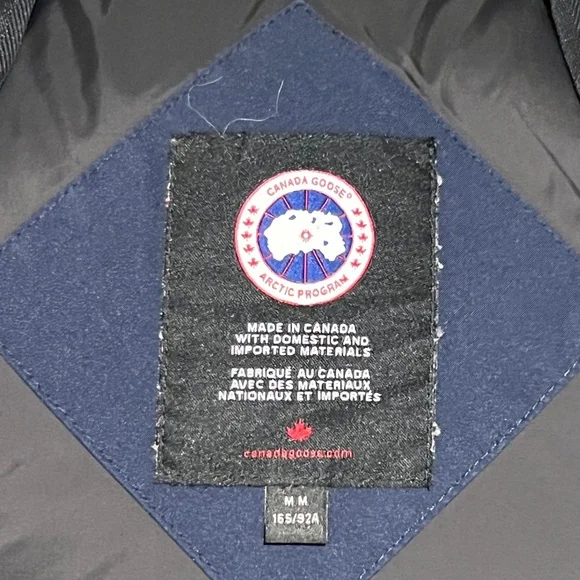 CANADA GOOSE®
ARCTIC PROGRAM
MADE IN CANADA
WITH DOMESTIC AND
IMPORTED MATERIALS
FABRIQUÉ AU CANADA
AVEC DES MATERIAUX
NATIONAUX ET IMPORTÉS
canadagoose.com
M M
165/92A